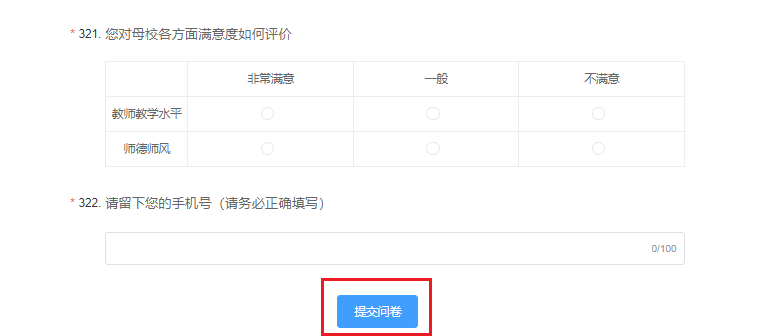 * 321. 您对母校各方面满意度如何评价
非常满意 一般 不满意
教师教学水平
师德师风
* 322. 请留下您的手机号（请务必正确填写）
0/100
提交问卷